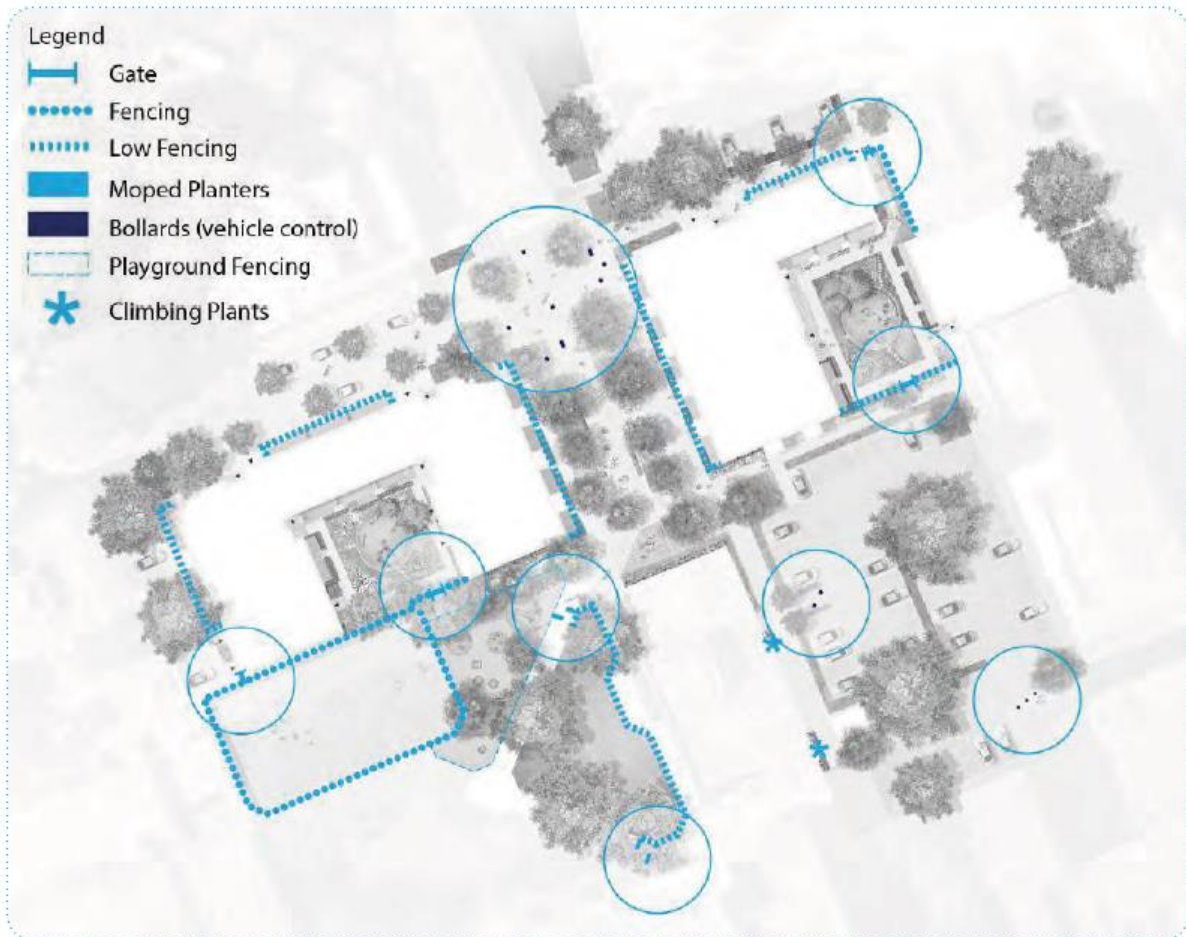 Legend
Gate
Fencing
Low Fencing
Moped Planters
Bollards (vehicle control)
Playground Fencing
Climbing Plants